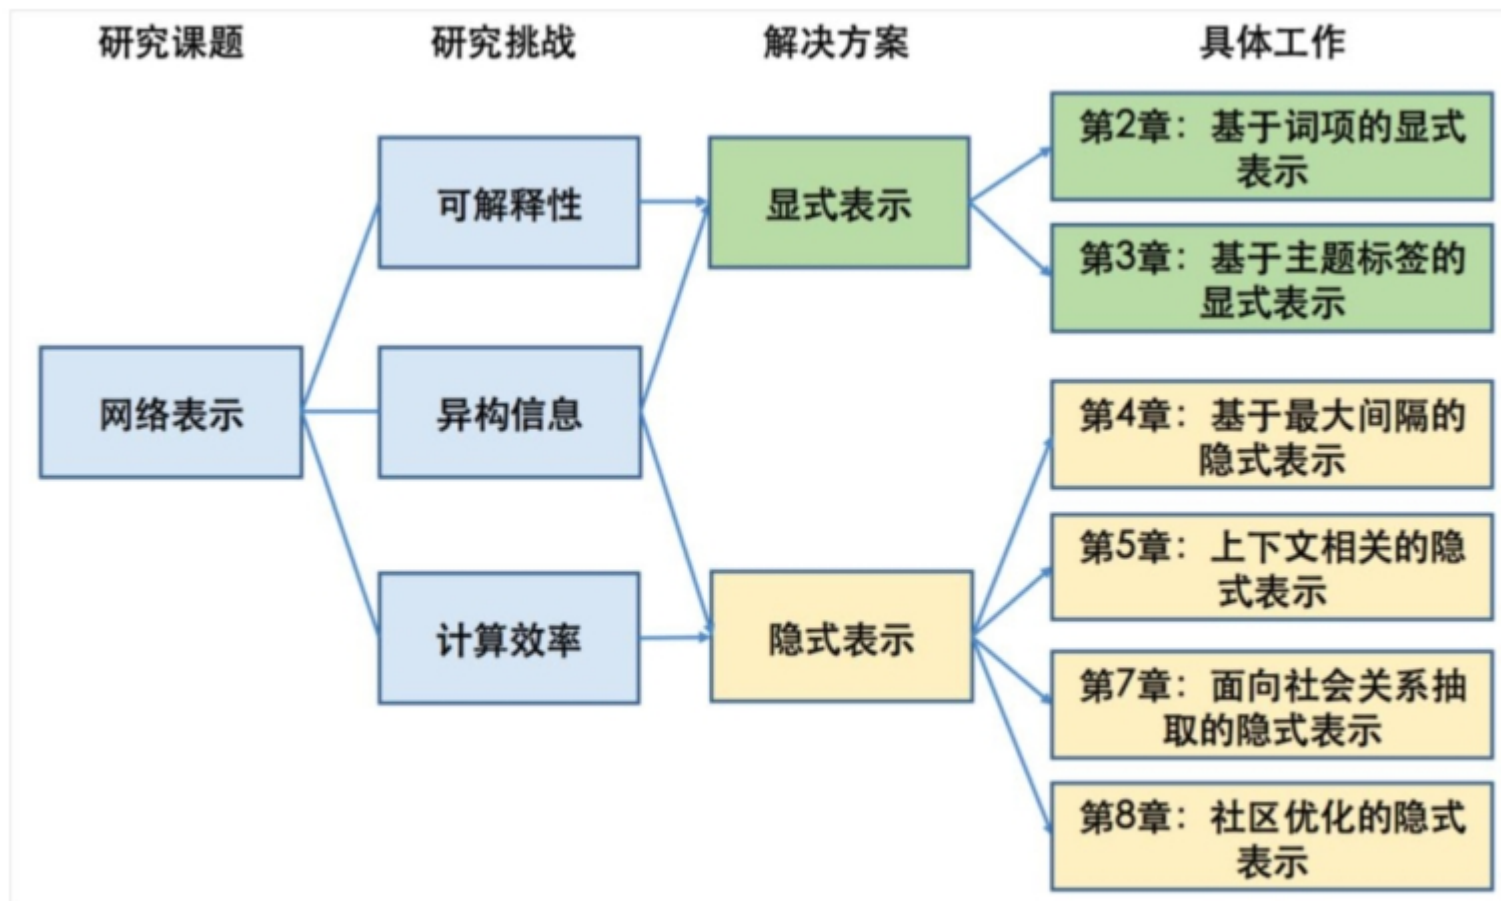 研究课题
研究挑战
解决方案
具体工作
网络表示
可解释性
异构信息
计算效率
显式表示
隐式表示
第2章：基于词项的显式
表示
第3章：基于主题标签的
显式表示
第4章：基于最大间隔的
隐式表示
第5章：上下文相关的隐
式表示
第7章：面向社会关系抽
取的隐式表示
第8章：社区优化的隐式
表示